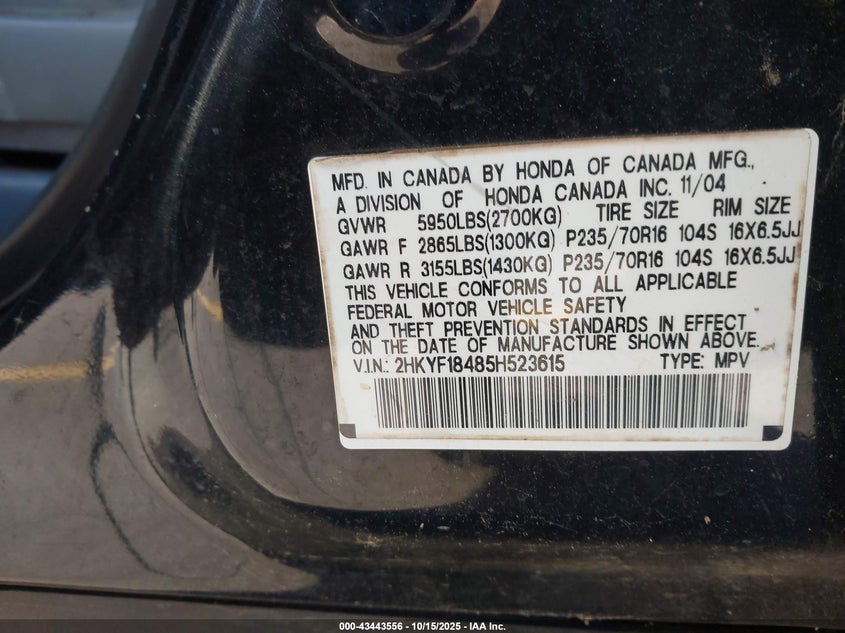 MFD. IN CANADA BY HONDA OF CANADA MFG.,
A DIVISION OF HONDA CANADA INC. 11/04
GVWR 5950LBS(2700KG) TIRE SIZE RIM SIZE
GAWR F 2865LBS(1300KG) P235/70R16 104S 16X6.5JJ
GAWR R 3155LBS(1430KG) P235/70R16 104S 16X6.5JJ
THIS VEHICLE CONFORMS TO ALL APPLICABLE
FEDERAL MOTOR VEHICLE SAFETY
AND THEFT PREVENTION STANDARDS IN EFFECT
ON THE DATE OF MANUFACTURE SHOWN ABOVE.
V.I.N.: 2HKYF18485H523615 TYPE: MPV
000-43443556 - 10/15/2025 - IAA Inc.